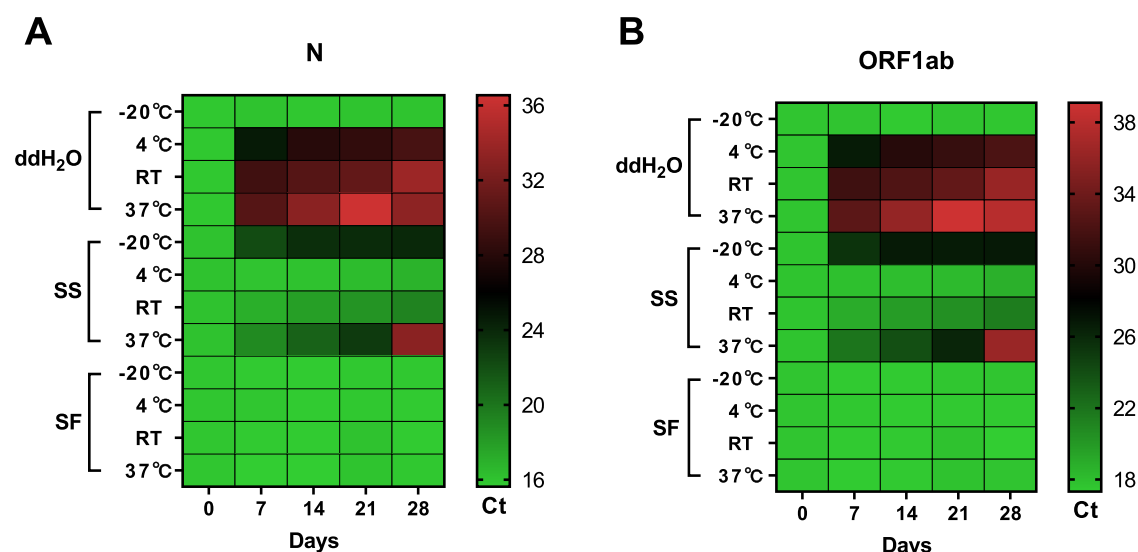 A
N
ddH₂O
-20℃
4 ℃
RT
37℃
SS
-20℃
4 ℃
RT
37℃
SF
-20℃
4 ℃
RT
37℃
0 7 14 21 28
Days
36
32
28
24
20
16
Ct
B
ORF1ab
ddH₂O
-20℃
4 ℃
RT
37℃
SS
-20℃
4 ℃
RT
37℃
SF
-20℃
4 ℃
RT
37℃
0 7 14 21 28
Days
38
34
30
26
22
18
Ct